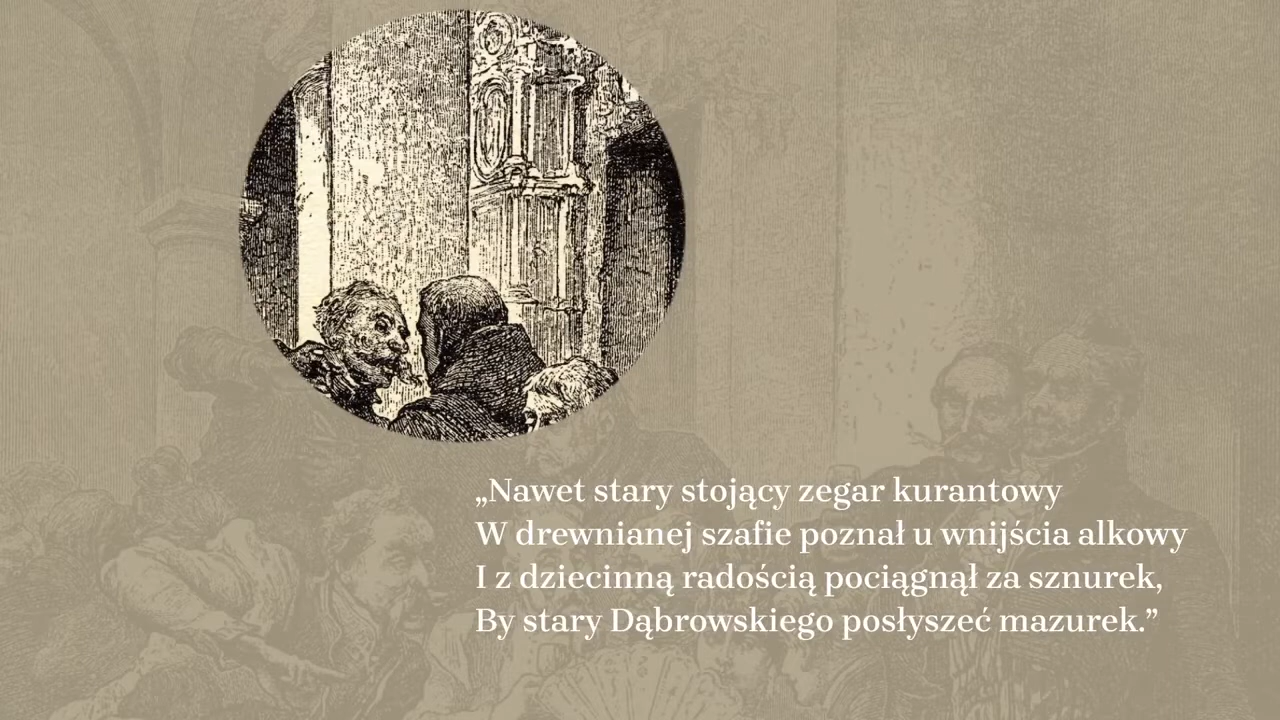 „Nawet stary stojący zegar kurantowy
W drewnianej szafie poznał u wnijścia alkowy
I z dziecinną radością pociągnął za sznurek,
By stary Dąbrowskiego posłyszeć mazurek.”